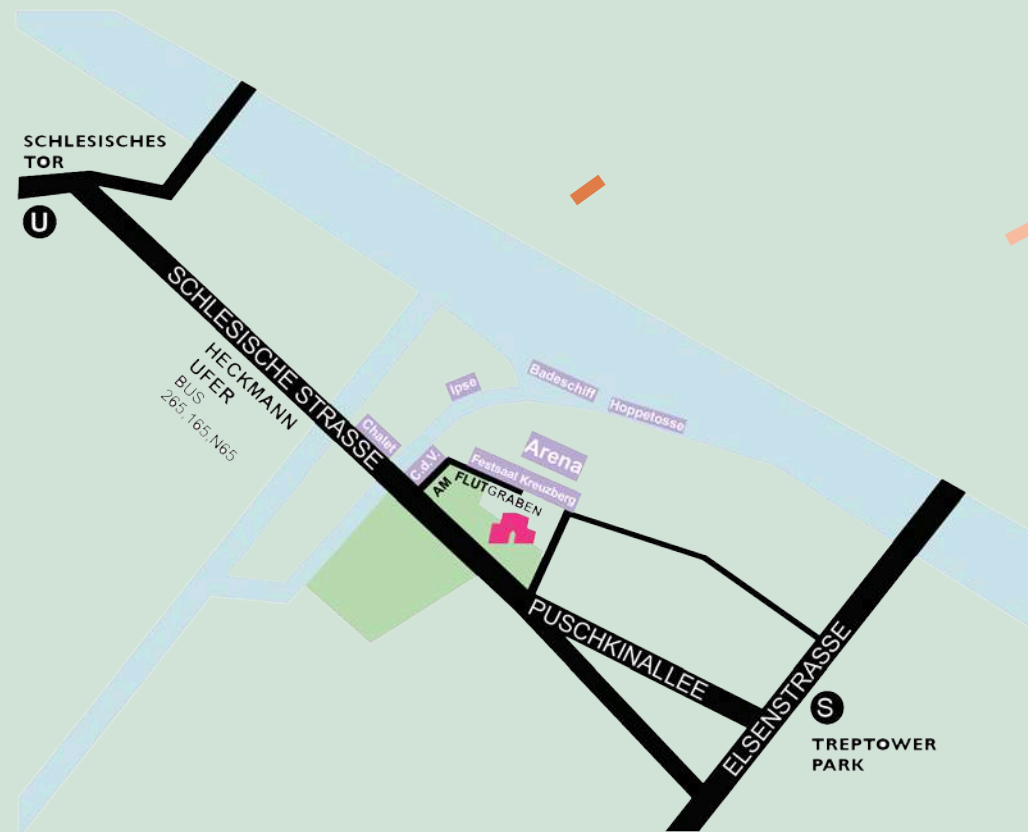 SCHLESISCHES
TOR
U
SCHLESISCHE STRASSE
HECKMANN
UFER
BUS
265,165,N65
Ipse
Badeschiff
Hoppetosse
Chalet
C.d.V.
Arena
Festsaal Kreuzberg
AM FLUTGRABEN
PUSCHKINALLEE
ELSENSTRASSE
S
TREPTOWER
PARK